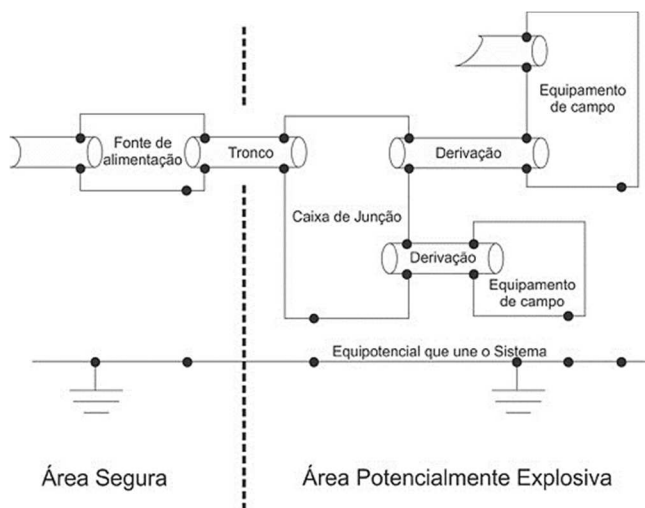 Equipamento
de campo
Fonte de
alimentação
Tronco
Derivação
Caixa de Junção
Derivação
Equipamento
de campo
Equipotencial que une o Sistema
Área Segura
Área Potencialmente Explosiva